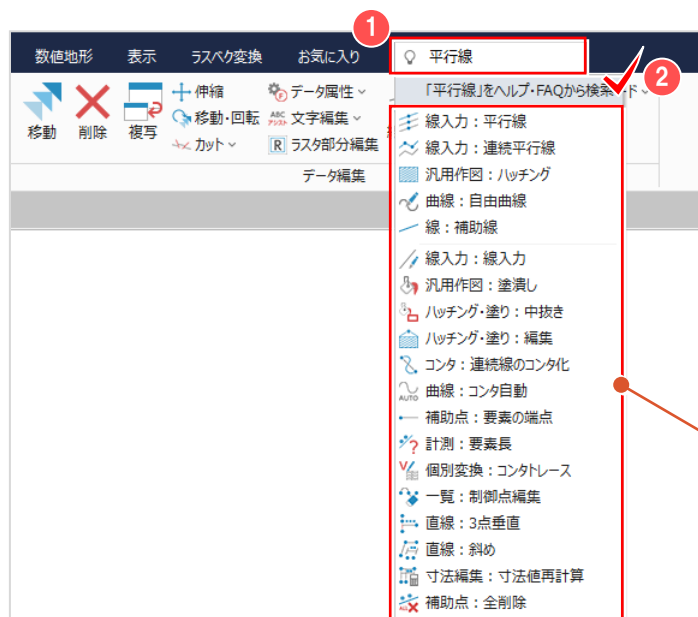 1
数値地形 表示 ラスベク変換 お気に入り 平行線
「平行線」をヘルプ・FAQから検索 ド
2
移動 削除 複写
伸縮 データ属性
移動・回転 ABC アシスト 文字編集
カット R ラスタ部分編集
データ編集
線入力：平行線
線入力：連続平行線
汎用作図：ハッチング
曲線：自由曲線
線：補助線
線入力：線入力
汎用作図：塗潰し
ハッチング・塗り：中抜き
ハッチング・塗り：編集
コンタ：連続線のコンタ化
AUTO 曲線：コンタ自動
補助点：要素の端点
計測：要素長
個別変換：コンタトレース
一覧：制御点編集
直線：3点垂直
直線：斜め
寸法編集：寸法値再計算
ALL 補助点：全削除